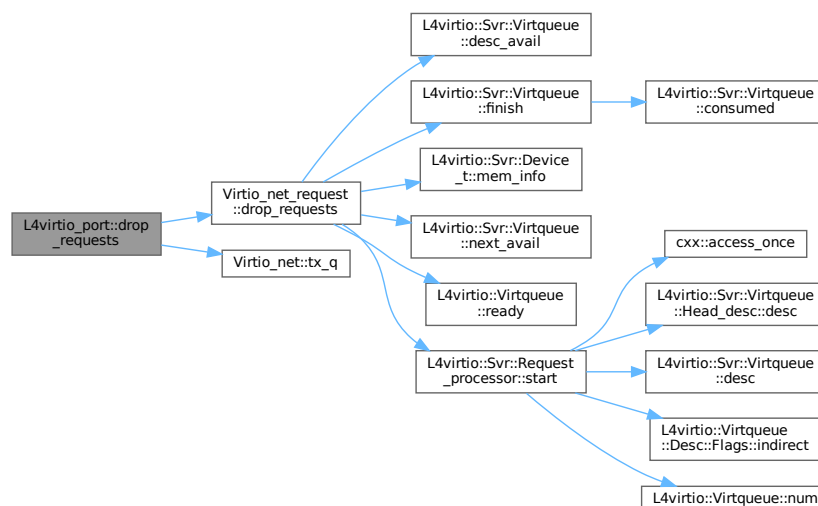 L4virtio_port::drop
_requests
Virtio_net_request
::drop_requests
Virtio_net::tx_q
L4virtio::Svr::Virtqueue
::desc_avail
L4virtio::Svr::Virtqueue
::finish
L4virtio::Svr::Device
_t::mem_info
L4virtio::Svr::Virtqueue
::next_avail
L4virtio::Virtqueue
::ready
L4virtio::Svr::Request
_processor::start
L4virtio::Svr::Virtqueue
::consumed
cxx::access_once
L4virtio::Svr::Virtqueue
::Head_desc::desc
L4virtio::Svr::Virtqueue
::desc
L4virtio::Virtqueue
::Desc::Flags::indirect
L4virtio::Virtqueue::num